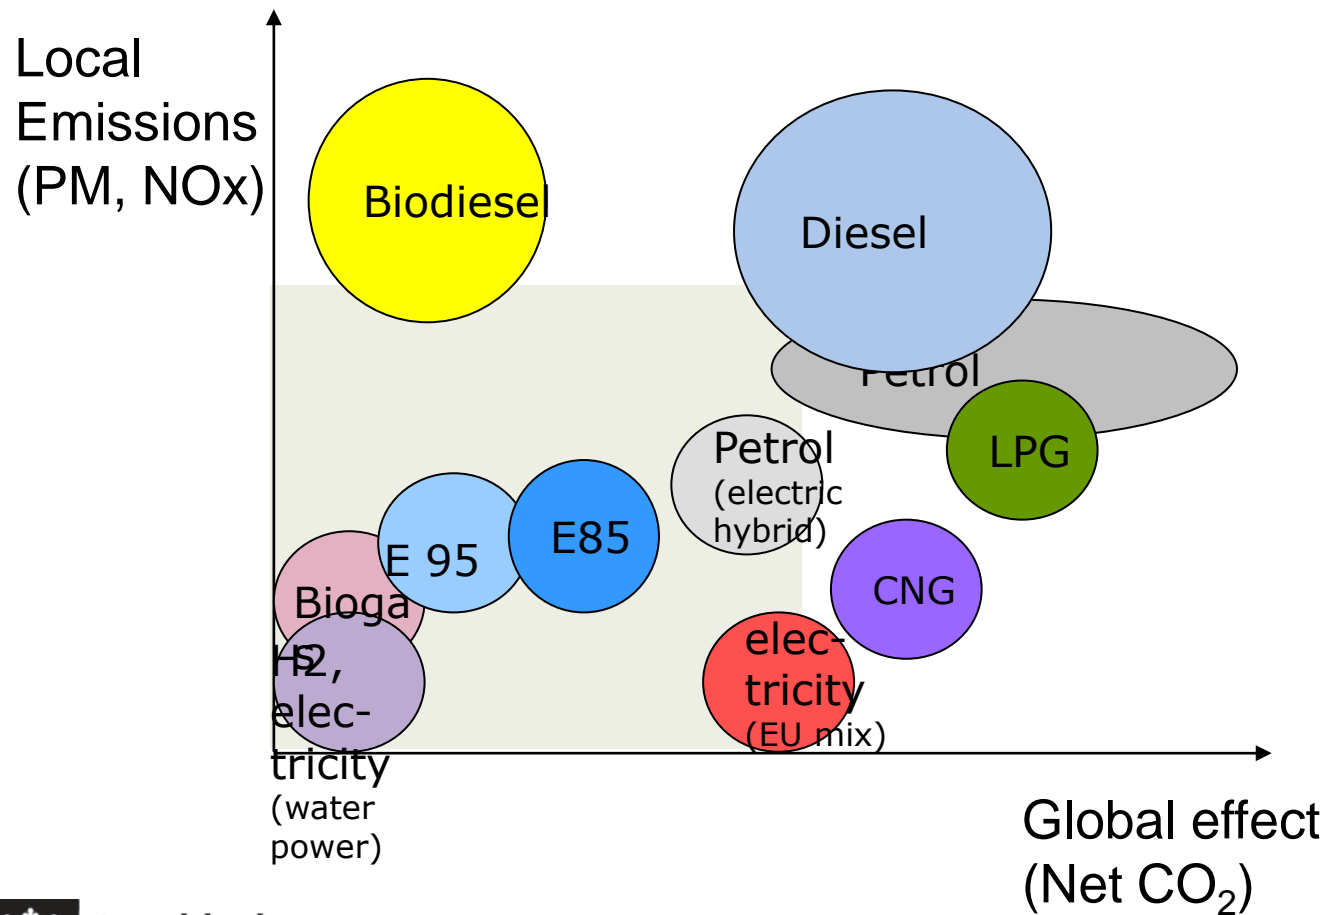 Local
Emissions
(PM, NOx)
Biodiesel
Diesel
Petrol
LPG
Petrol
(electric
hybrid)
E85
E 95
CNG
Bioga
s
H2,
elec-
tricity
(water
power)
elec-
tricity
(EU mix)
Global effect
(Net CO₂)